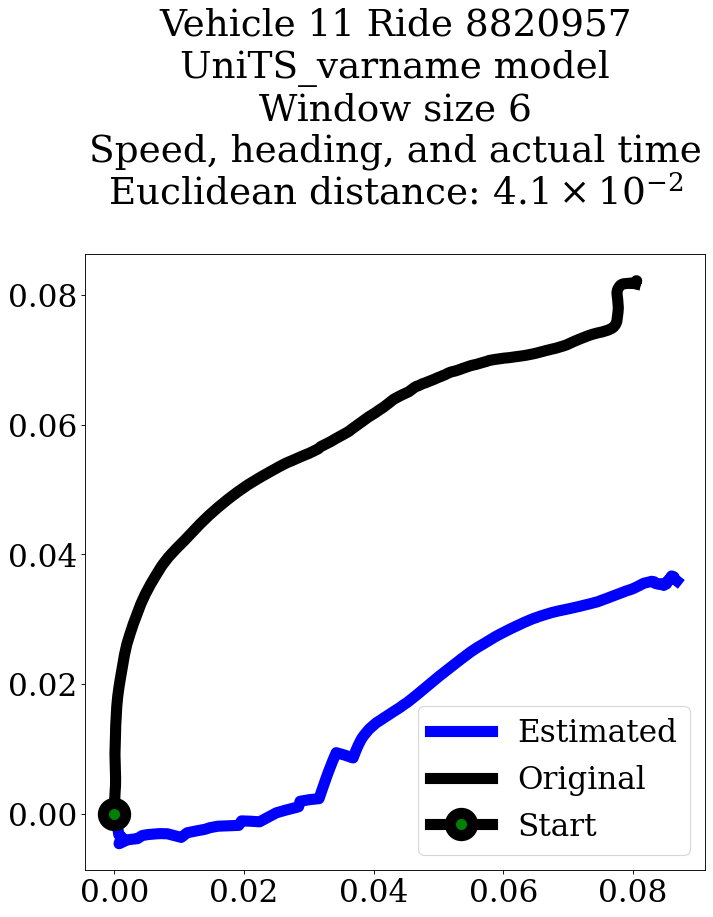 Vehicle 11 Ride 8820957
UniTS_varname model
Window size 6
Speed, heading, and actual time
Euclidean distance: 4.1 × 10⁻²
0.08
0.06
0.04
0.02
0.00
Estimated
Original
Start
0.00 0.02 0.04 0.06 0.08